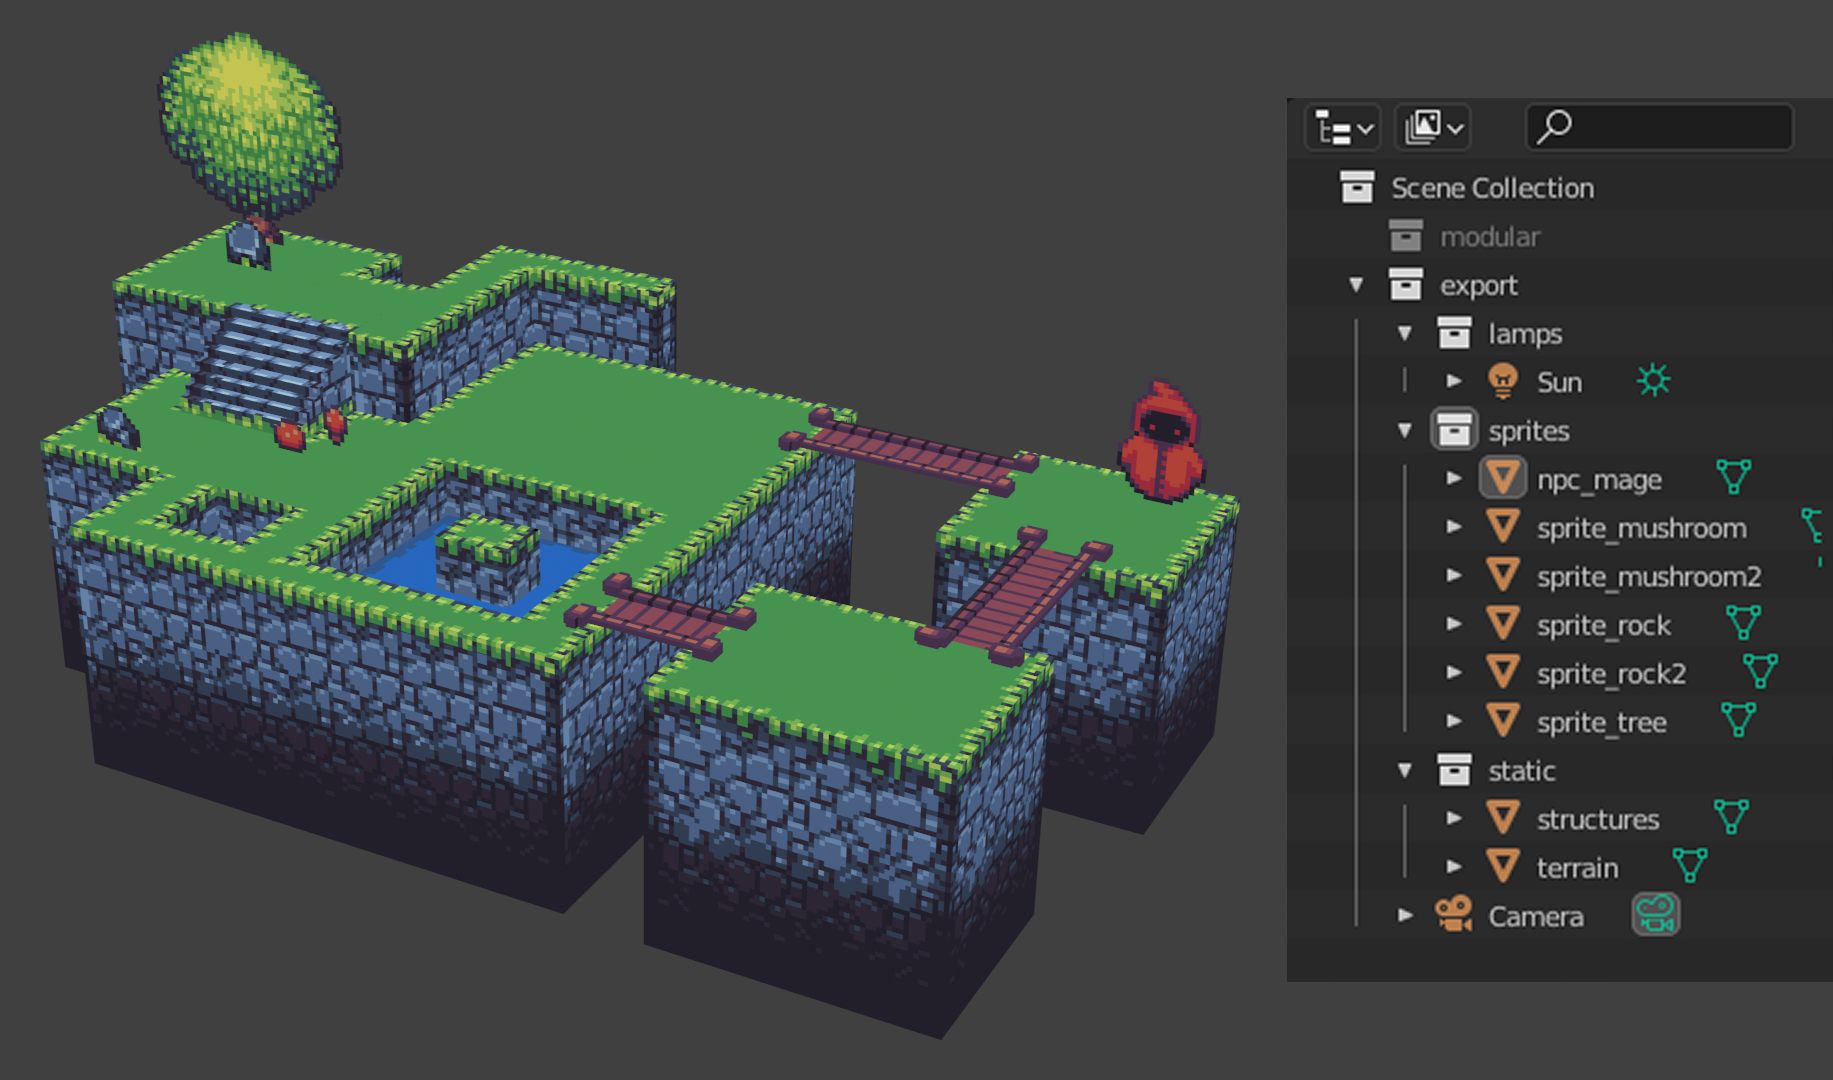 Scene Collection
modular
export
lamps
Sun
sprites
npc_mage
sprite_mushroom
sprite_mushroom2
sprite_rock
sprite_rock2
sprite_tree
static
structures
terrain
Camera